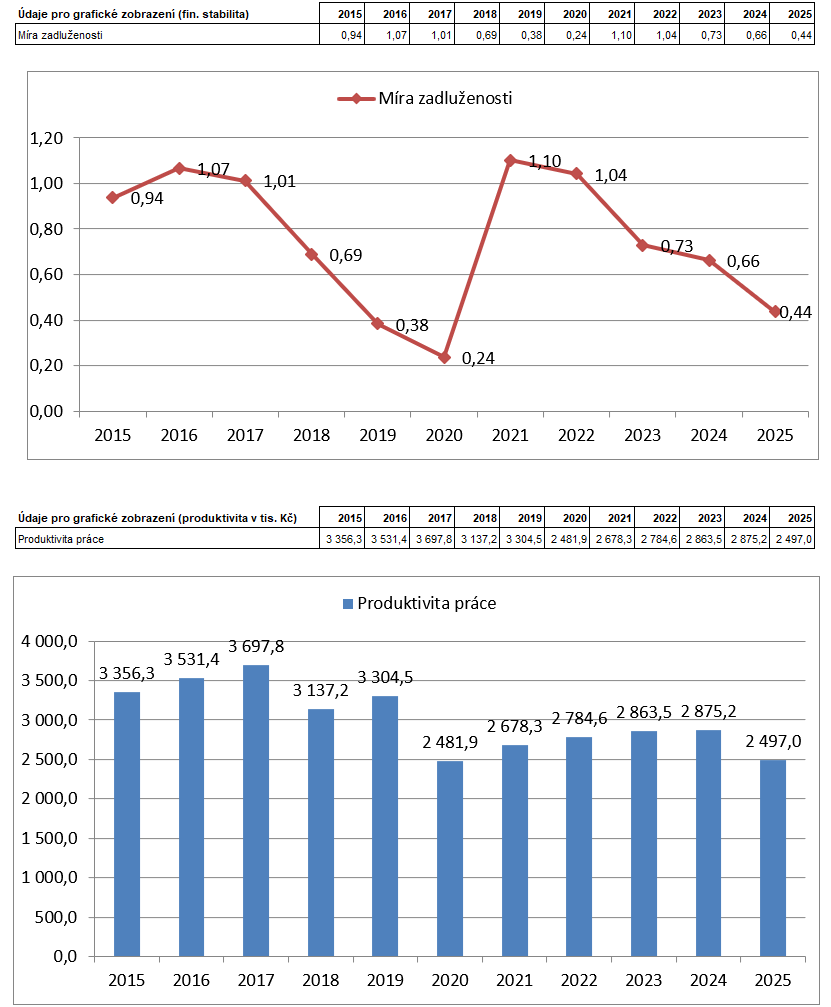 Údaje pro grafické zobrazení (fin. stabilita) 2015 2016 2017 2018 2019 2020 2021 2022 2023 2024 2025
Míra zadluženosti 0,94 1,07 1,01 0,69 0,38 0,24 1,10 1,04 0,73 0,66 0,44
Míra zadluženosti
1,20
1,00
0,80
0,60
0,40
0,20
0,00
0,94 1,07 1,01 0,69 0,38 0,24 1,10 1,04 0,73 0,66 0,44
2015 2016 2017 2018 2019 2020 2021 2022 2023 2024 2025
Údaje pro grafické zobrazení (produktivita v tis. Kč) 2015 2016 2017 2018 2019 2020 2021 2022 2023 2024 2025
Produktivita práce 3 356,3 3 531,4 3 697,8 3 137,2 3 304,5 2 481,9 2 678,3 2 784,6 2 863,5 2 875,2 2 497,0
Produktivita práce
4 000,0
3 500,0
3 000,0
2 500,0
2 000,0
1 500,0
1 000,0
500,0
0,0
3 356,3 3 531,4 3 697,8 3 137,2 3 304,5 2 481,9 2 678,3 2 784,6 2 863,5 2 875,2 2 497,0
2015 2016 2017 2018 2019 2020 2021 2022 2023 2024 2025